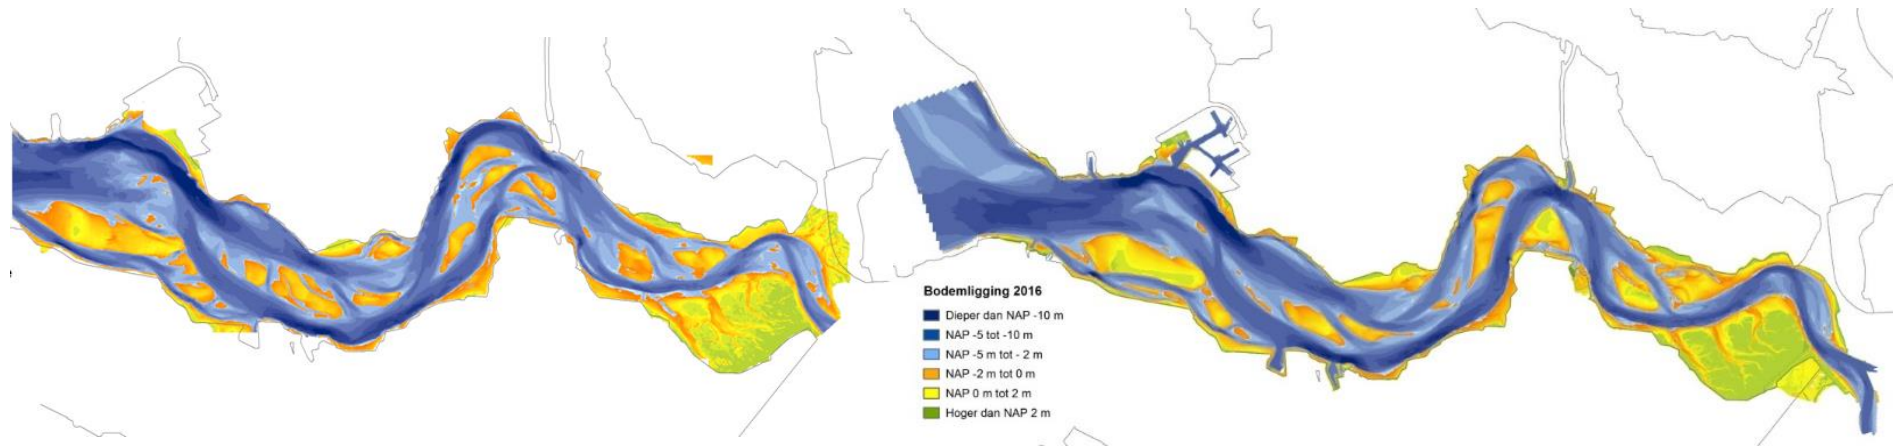 e
Bodemligging 2016
Dieper dan NAP -10 m
NAP -5 tot -10 m
NAP -5 m tot - 2 m
NAP -2 m tot 0 m
NAP 0 m tot 2 m
Hoger dan NAP 2 m